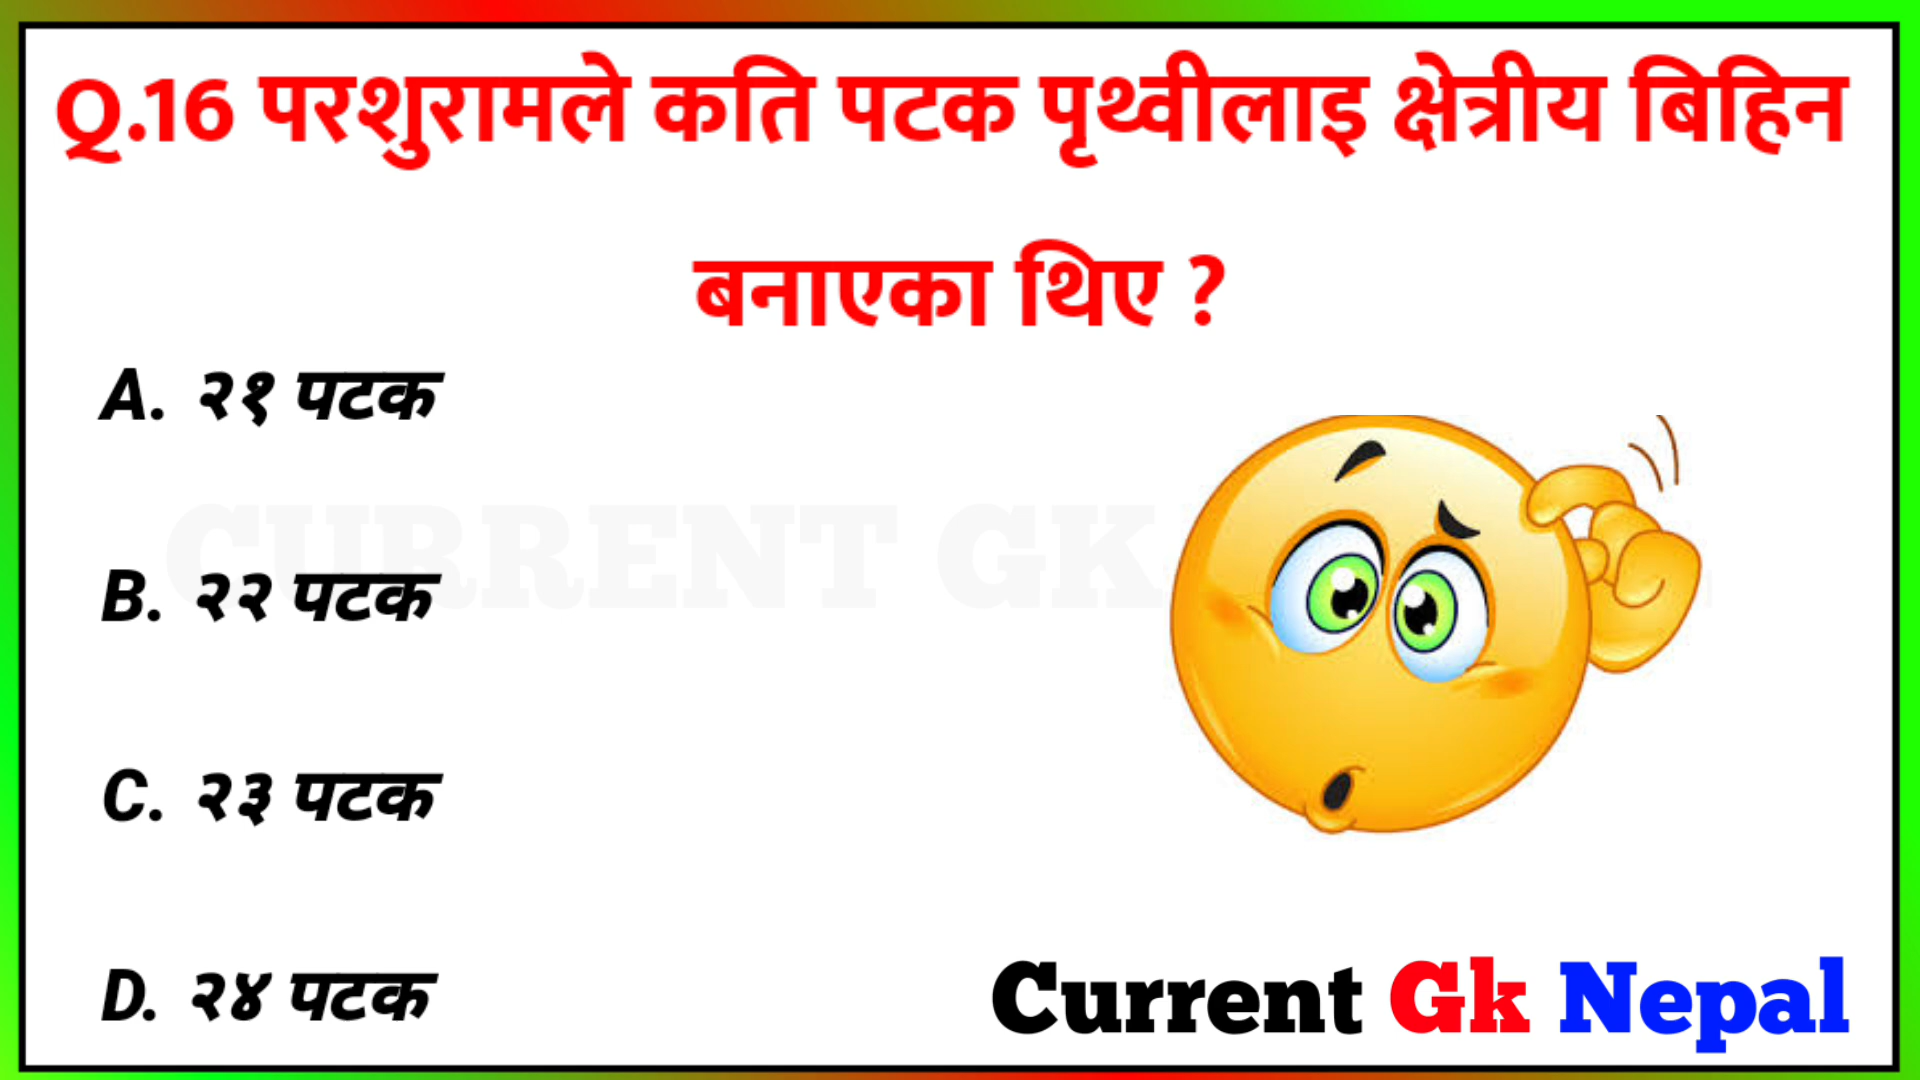 Q.16 परशुरामले कति पटक पृथ्वीलाइ क्षेत्रीय बिहिन
बनाएका थिए ?
A. २१ पटक
B. २२ पटक
C. २३ पटक
D. २४ पटक
CURRENT GK
Current Gk Nepal